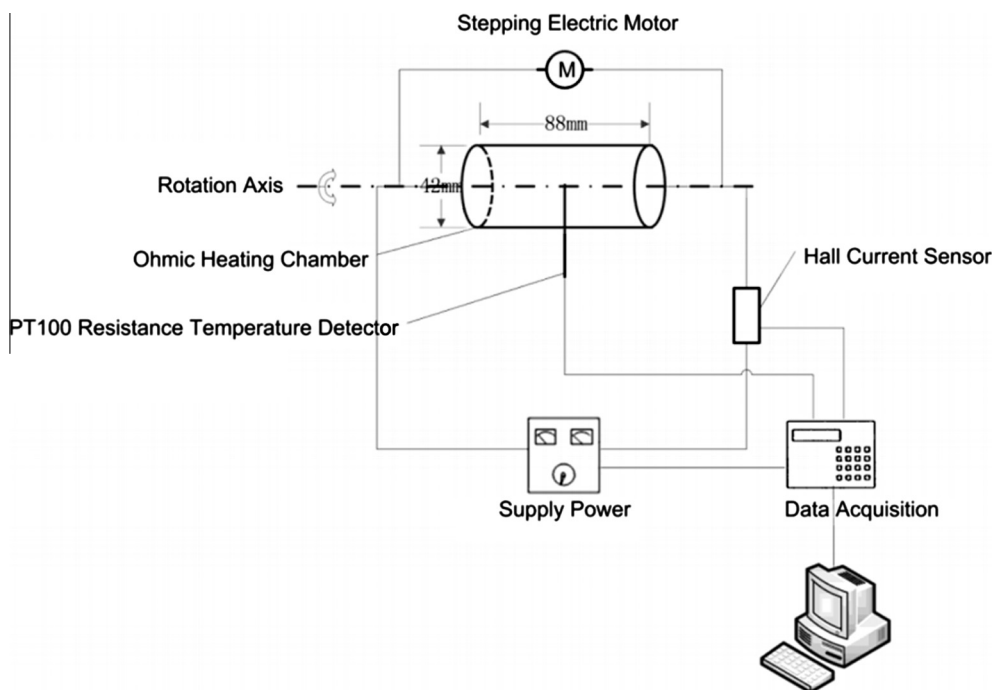 Stepping Electric Motor
M
88mm
Rotation Axis
42mm
Ohmic Heating Chamber
Hall Current Sensor
PT100 Resistance Temperature Detector
Supply Power
Data Acquisition